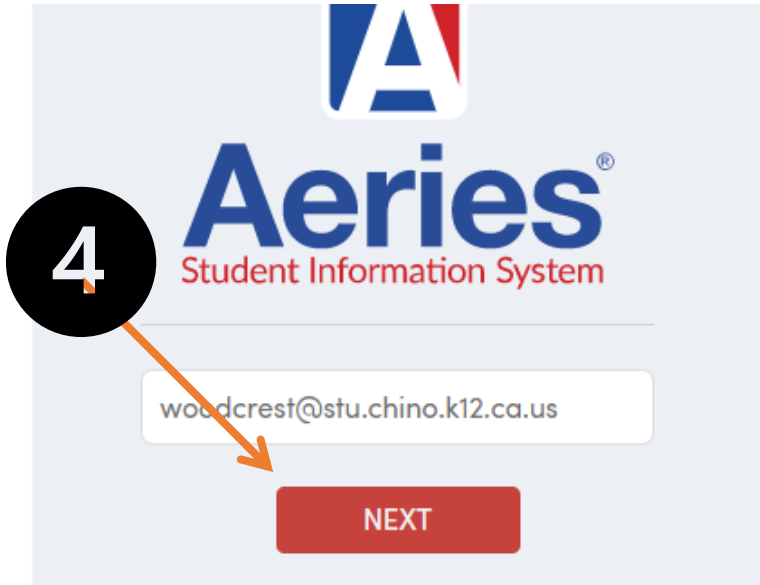 Aeries®
Student Information System
4
woodcrest@stu.chino.k12.ca.us
NEXT